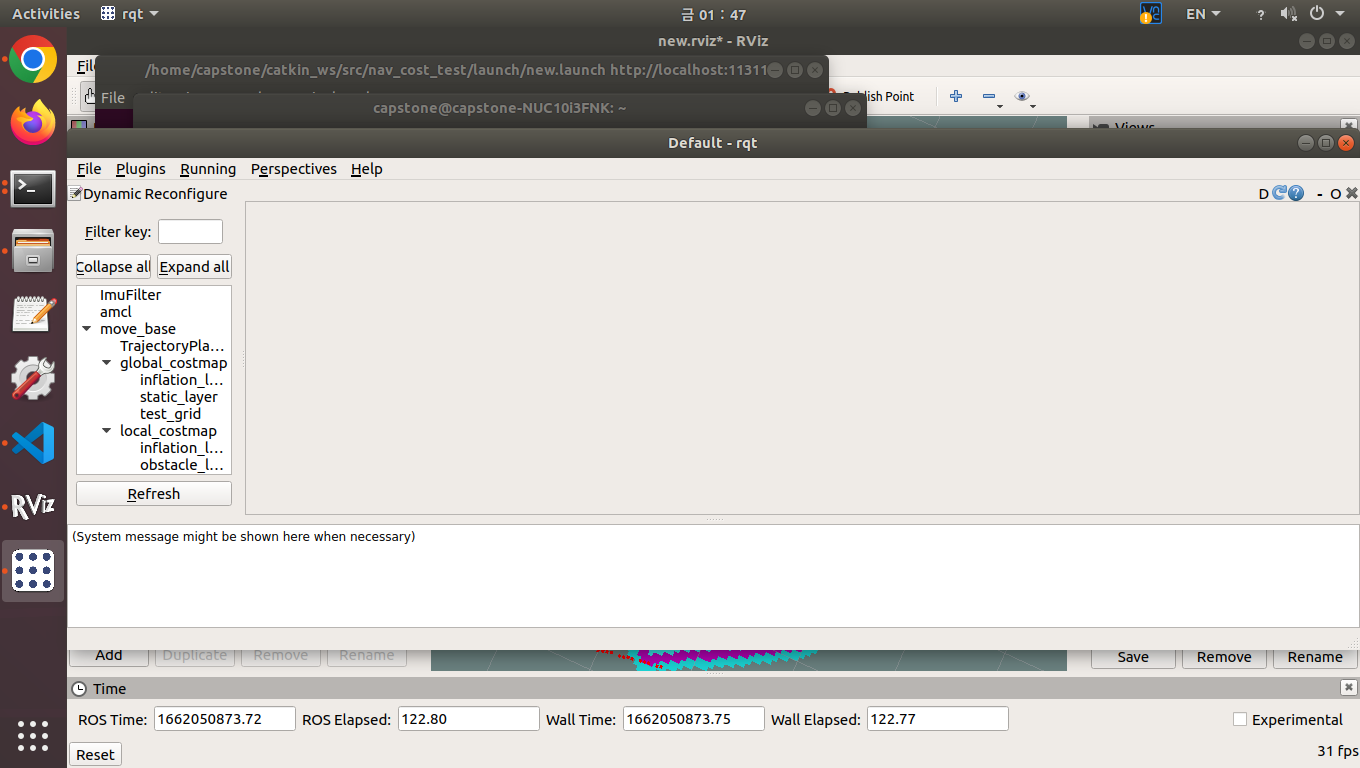 Activities rqt 금 01 : 47 EN ?
new.rviz* - RViz
/home/capstone/catkin_ws/src/nav_cost_test/launch/new.launch http://localhost:11311
File
capstone@capstone-NUC10i3FNK: ~
Point
Views
Default - rqt
File Plugins Running Perspectives Help
Dynamic Reconfigure D ? - O
Filter key:
Collapse all Expand all
ImuFilter
amcl
move_base
TrajectoryPla...
global_costmap
inflation_l...
static_layer
test_grid
local_costmap
inflation_l...
obstacle_l...
Refresh
(System message might be shown here when necessary)
RViz
Add Duplicate Remove Rename Save Remove Rename
Time
ROS Time: 1662050873.72 ROS Elapsed: 122.80 Wall Time: 1662050873.75 Wall Elapsed: 122.77 Experimental
Reset 31 fps